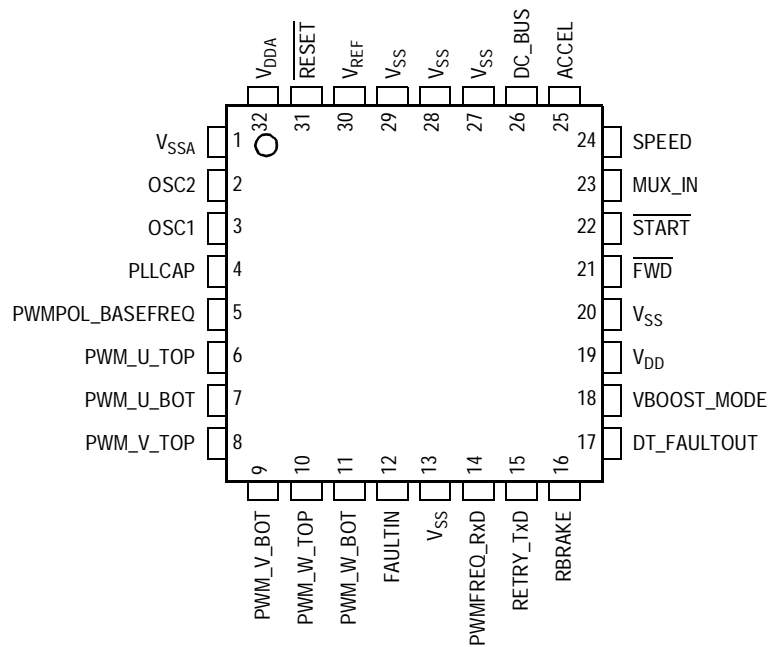 VDDA
RESET
VREF
VSS
VSS
VSS
DC_BUS
ACCEL
32
31
30
29
28
27
26
25
VSSA 1
OSC2 2
OSC1 3
PLLCAP 4
PWMPOL_BASEFREQ 5
PWM_U_TOP 6
PWM_U_BOT 7
PWM_V_TOP 8
24 SPEED
23 MUX_IN
22 START
21 FWD
20 VSS
19 VDD
18 VBOOST_MODE
17 DT_FAULTOUT
9
10
11
12
13
14
15
16
PWM_V_BOT
PWM_W_TOP
PWM_W_BOT
FAULTIN
VSS
PWMFREQ_RxD
RETRY_TxD
RBRAKE